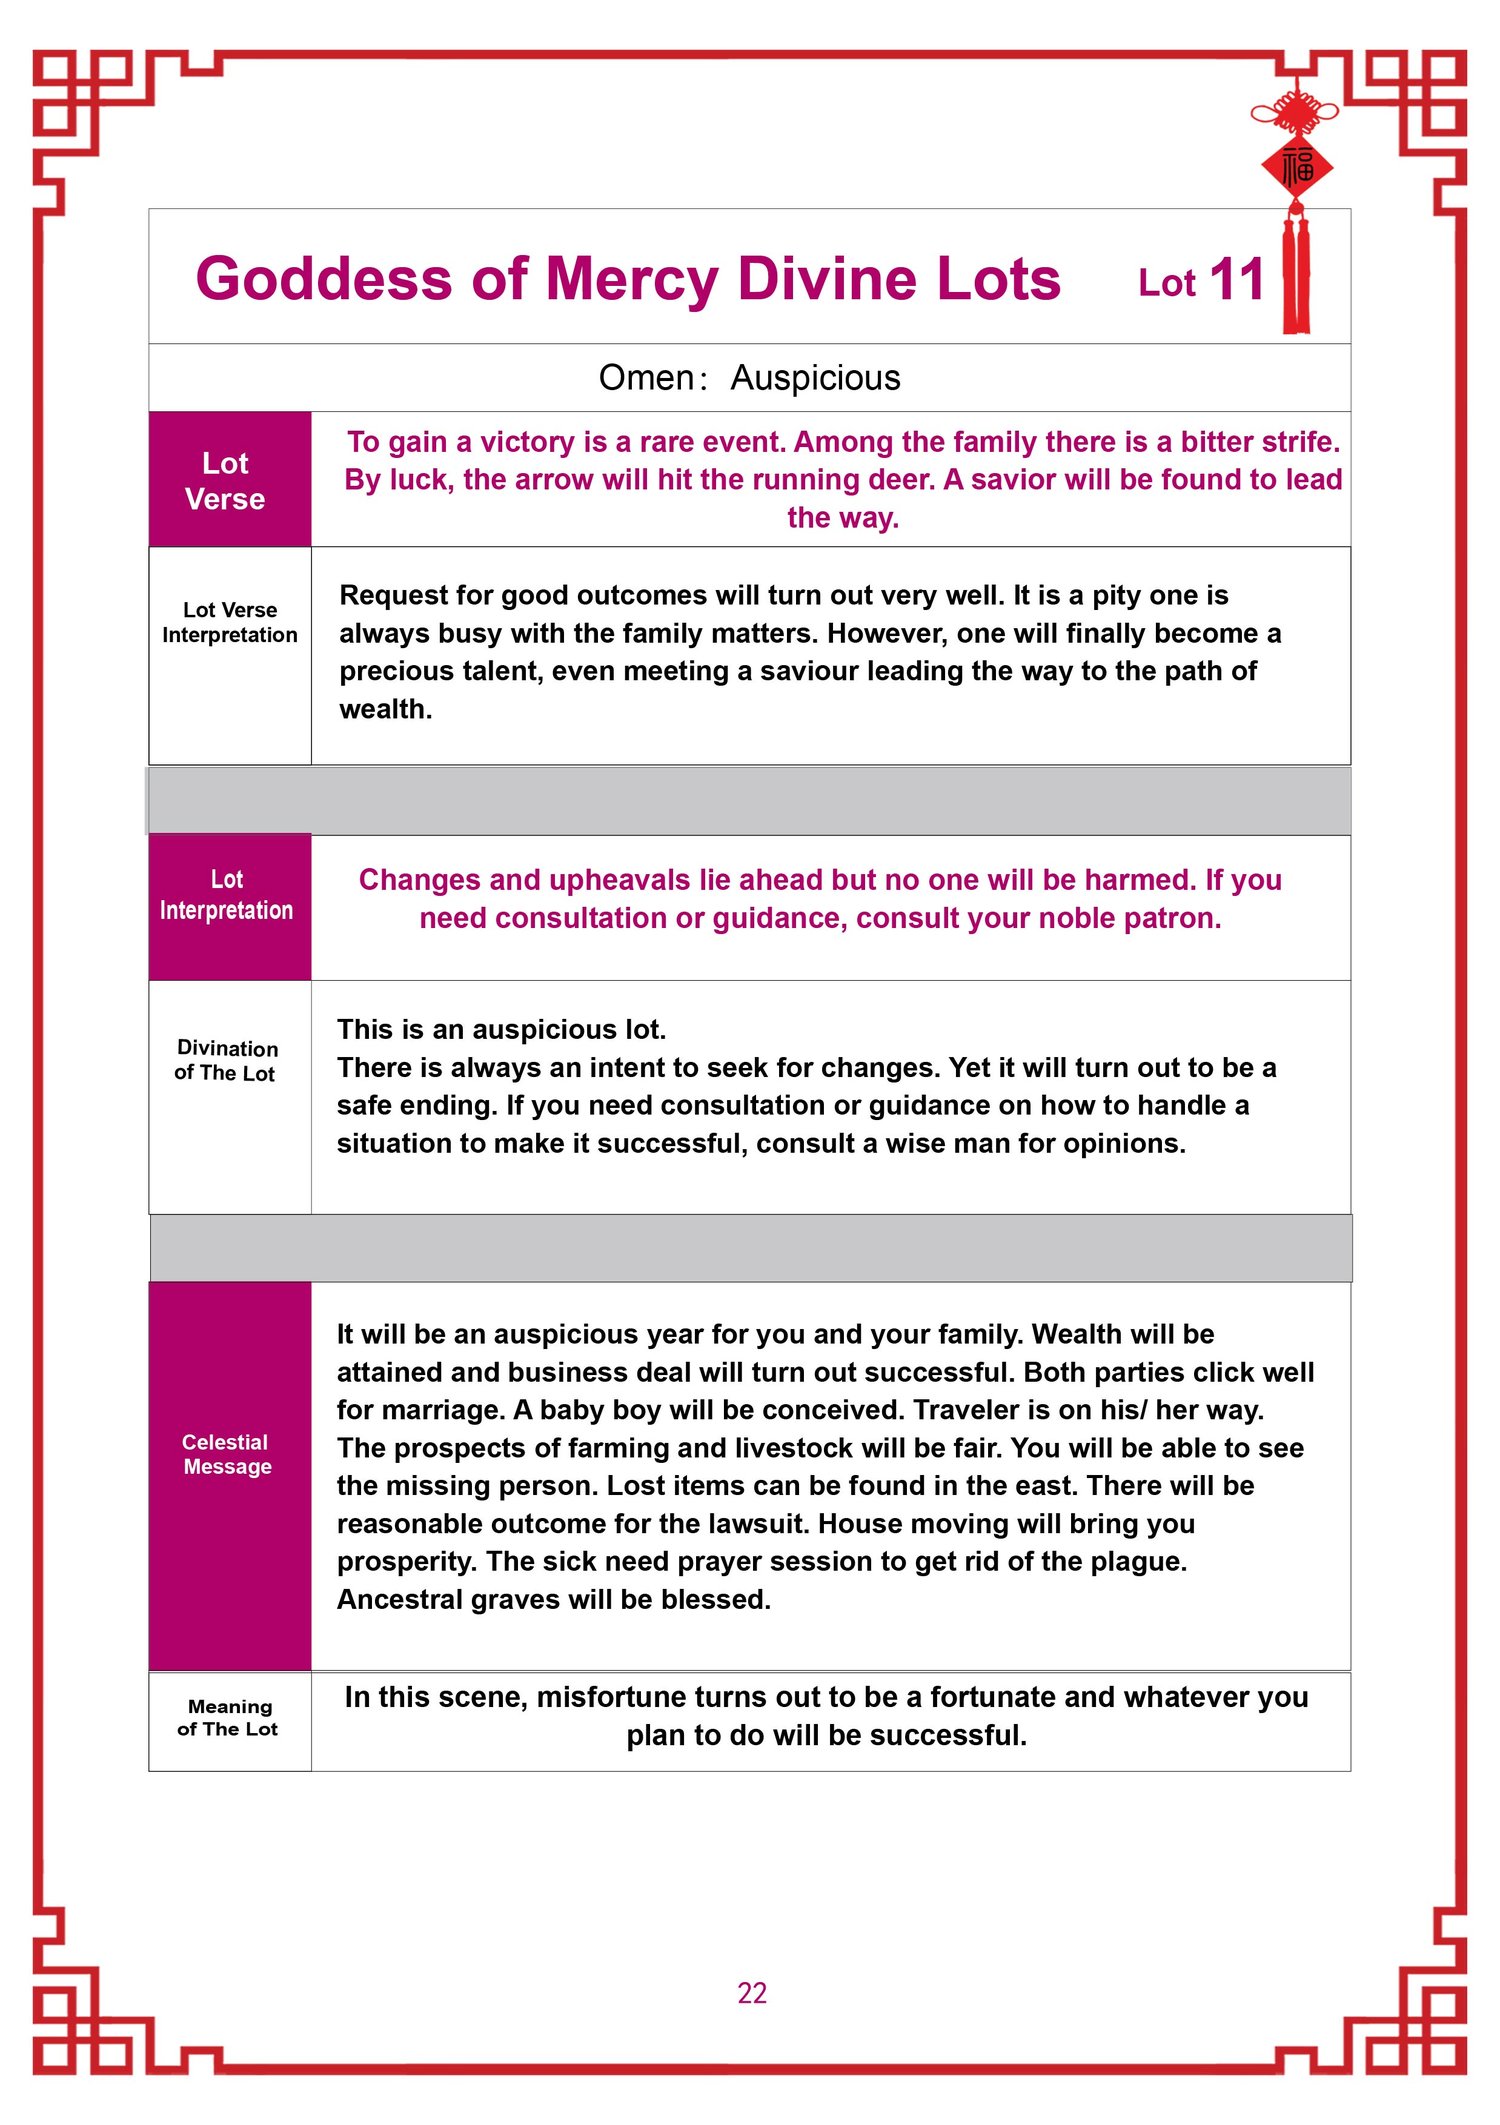 福
Goddess of Mercy Divine Lots Lot 11
Omen： Auspicious
Lot
Verse
To gain a victory is a rare event. Among the family there is a bitter strife.
By luck, the arrow will hit the running deer. A savior will be found to lead
the way.
Lot Verse
Interpretation
Request for good outcomes will turn out very well. It is a pity one is
always busy with the family matters. However, one will finally become a
precious talent, even meeting a saviour leading the way to the path of
wealth.
Lot
Interpretation
Changes and upheavals lie ahead but no one will be harmed. If you
need consultation or guidance, consult your noble patron.
Divination
of The Lot
This is an auspicious lot.
There is always an intent to seek for changes. Yet it will turn out to be a
safe ending. If you need consultation or guidance on how to handle a
situation to make it successful, consult a wise man for opinions.
Celestial
Message
It will be an auspicious year for you and your family. Wealth will be
attained and business deal will turn out successful. Both parties click well
for marriage. A baby boy will be conceived. Traveler is on his/ her way.
The prospects of farming and livestock will be fair. You will be able to see
the missing person. Lost items can be found in the east. There will be
reasonable outcome for the lawsuit. House moving will bring you
prosperity. The sick need prayer session to get rid of the plague.
Ancestral graves will be blessed.
Meaning
of The Lot
In this scene, misfortune turns out to be a fortunate and whatever you
plan to do will be successful.
22